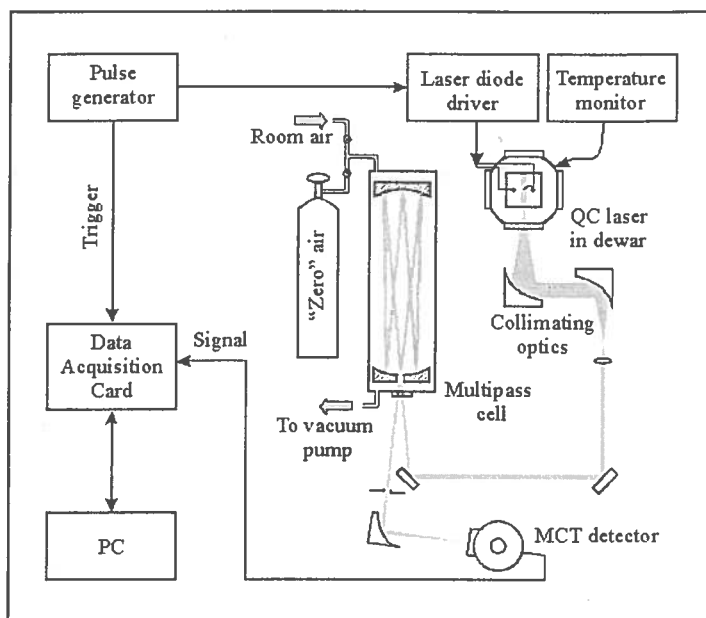 Pulse
generator
Laser diode
driver
Temperature
monitor
Room air
Trigger
"Zero" air
QC laser
in dewar
Collimating
optics
Data
Acquisition
Card
Signal
Multipass
cell
To vacuum
pump
PC
MCT detector